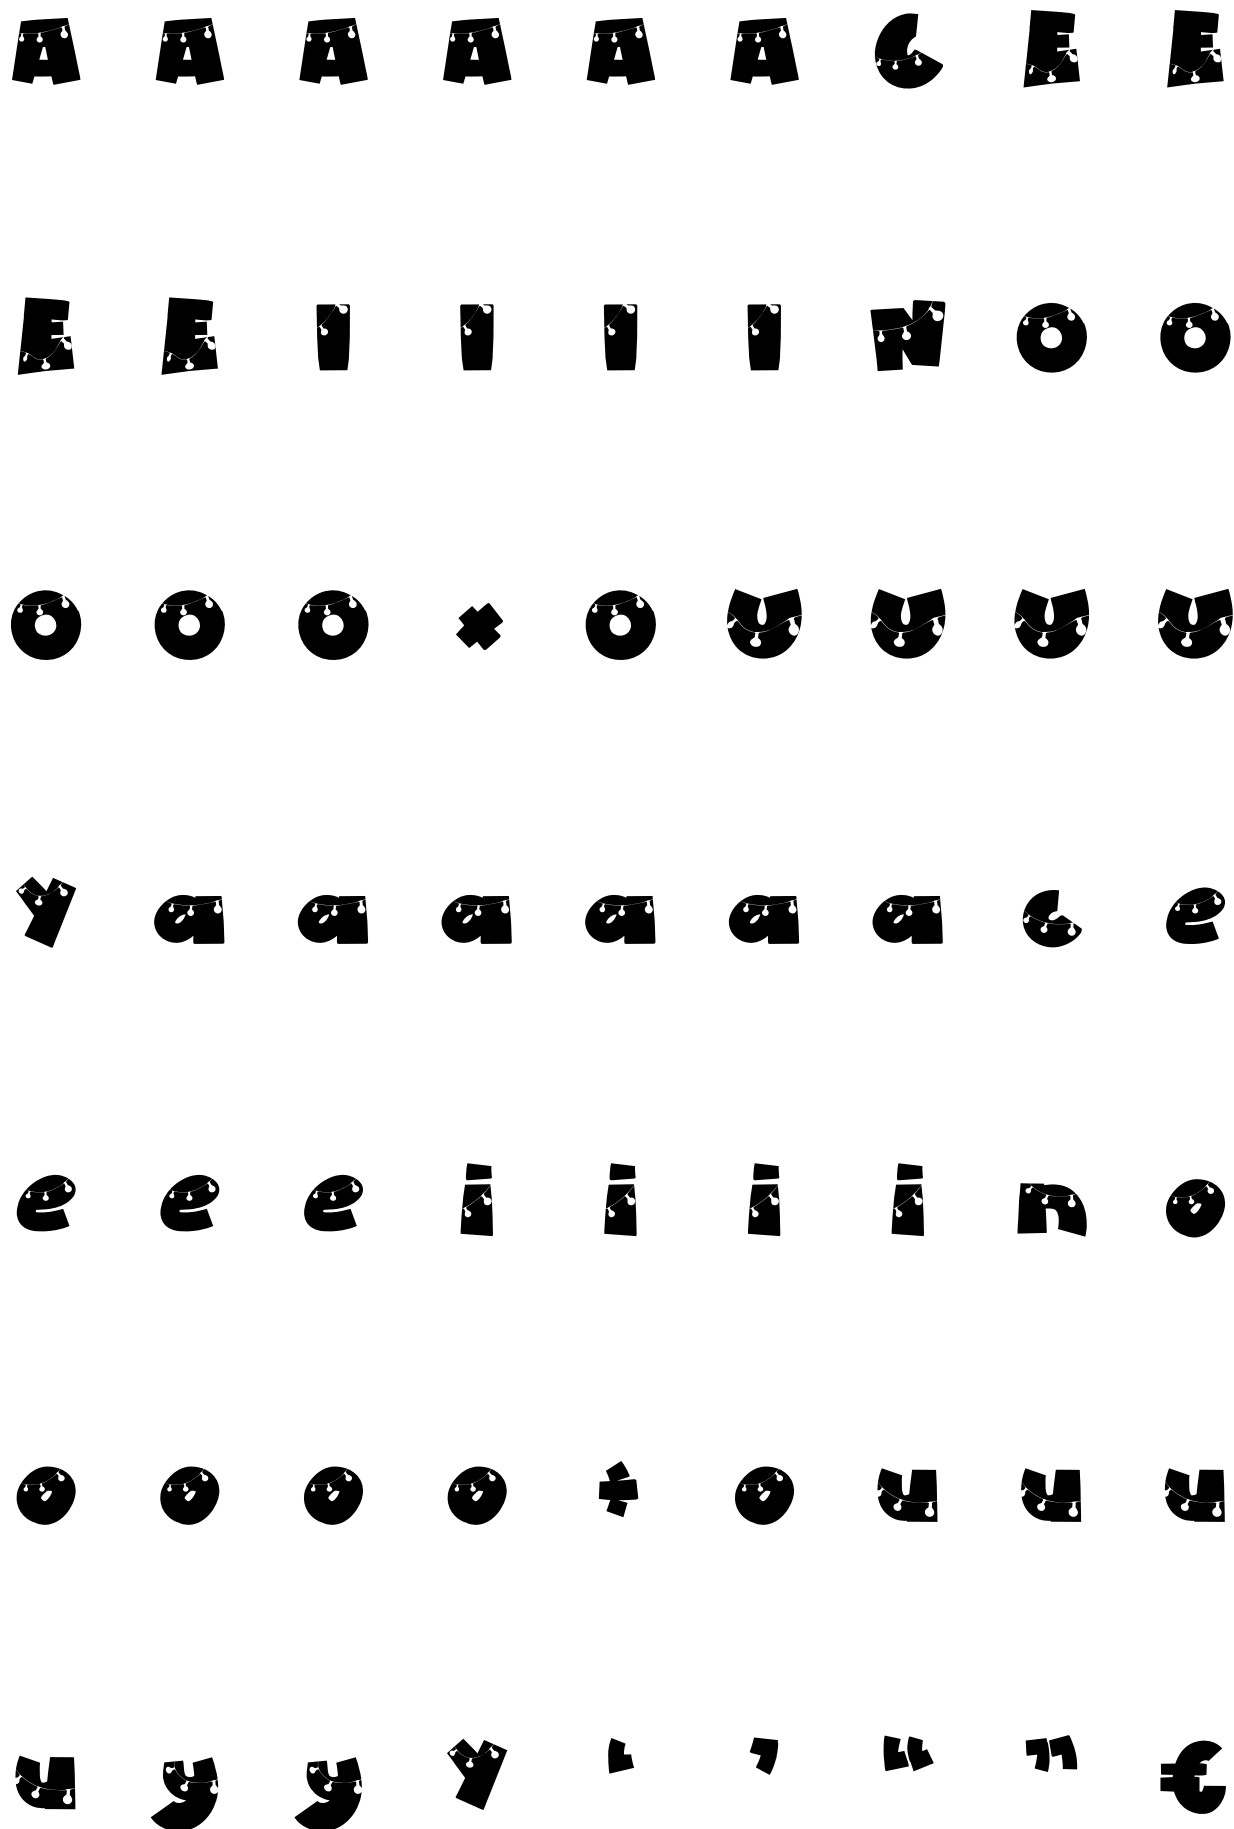 A A A A A A C E E
E E I I I I N O O
O O O × O U U U U
Y a a a a a a c e
e e e i i i i n o
o o o o ÷ o u u u
u y y Y ‘ ’ “ ” €